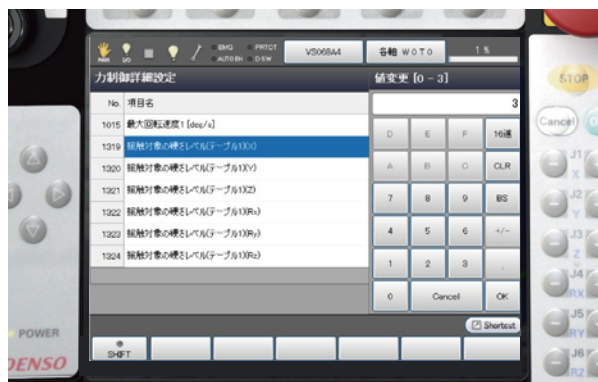 EMG PRTCT
AUTO EN D SW
VS068A4
各軸 W 0 T 0
1 %
力制御詳細設定
値変更 [0 - 3]
No. 項目名
3
1015 最大回転速度1 [deg/s]
1319 接触対象の硬さレベル(テーブル1)(X)
1320 接触対象の硬さレベル(テーブル1)(Y)
1321 接触対象の硬さレベル(テーブル1)(Z)
1322 接触対象の硬さレベル(テーブル1)(Rx)
1323 接触対象の硬さレベル(テーブル1)(Ry)
1324 接触対象の硬さレベル(テーブル1)(Rz)
D E F 16進
A B C CLR
7 8 9 BS
4 5 6 +/-
1 2 3 .
0 Cancel OK
Shortcut
SHIFT
POWER
DENSO
STOP
Cancel
J1
X
J2
Y
J3
Z
J4
RX
J5
RY
J6
RZ